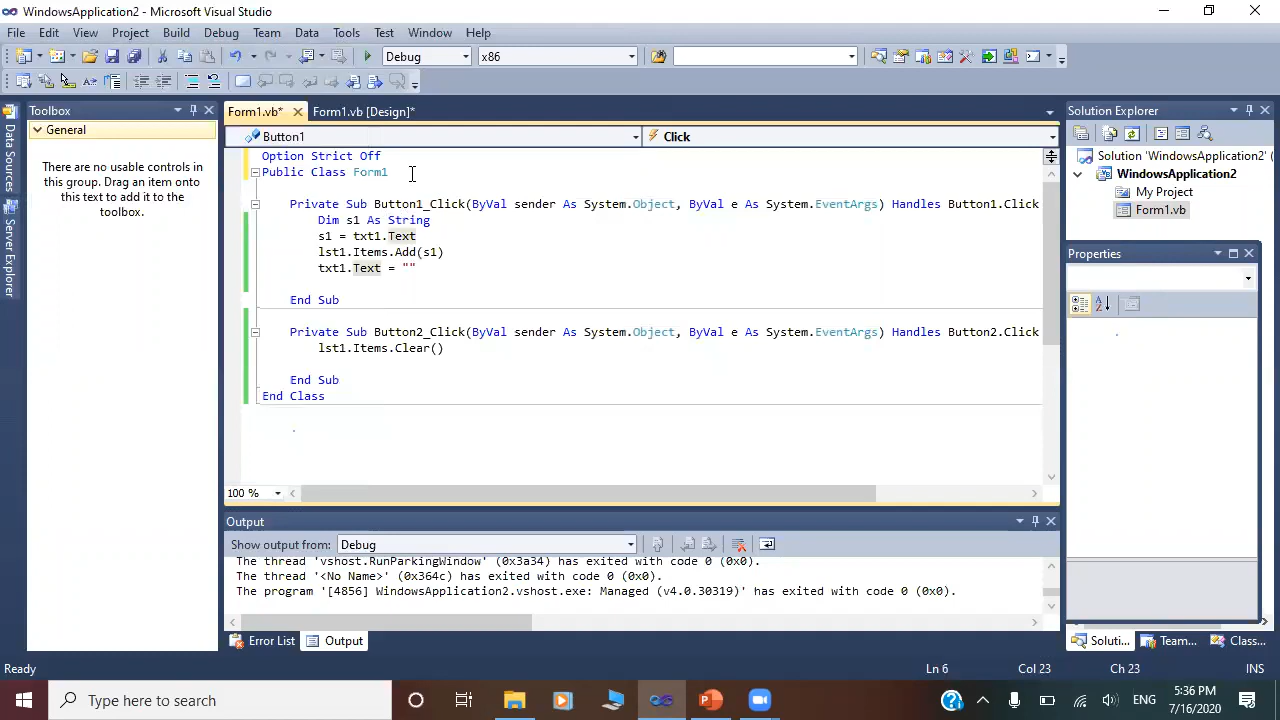 WindowsApplication2 - Microsoft Visual Studio
File Edit View Project Build Debug Team Data Tools Test Window Help
Debug x86
Toolbox
General
There are no usable controls in
this group. Drag an item onto
this text to add it to the
toolbox.
Data Sources
Server Explorer
Form1.vb* Form1.vb [Design]*
Button1 Click
Option Strict Off
Public Class Form1
Private Sub Button1_Click(ByVal sender As System.Object, ByVal e As System.EventArgs) Handles Button1.Click
Dim s1 As String
s1 = txt1.Text
lst1.Items.Add(s1)
txt1.Text = ""
End Sub
Private Sub Button2_Click(ByVal sender As System.Object, ByVal e As System.EventArgs) Handles Button2.Click
lst1.Items.Clear()
End Sub
End Class
100 %
Output
Show output from: Debug
The thread 'vshost.RunParkingWindow' (0x3a34) has exited with code 0 (0x0).
The thread '<No Name>' (0x364c) has exited with code 0 (0x0).
The program '[4856] WindowsApplication2.vshost.exe: Managed (v4.0.30319)' has exited with code 0 (0x0).
Error List Output
Solution Explorer
Solution 'WindowsApplication2' (
WindowsApplication2
My Project
Form1.vb
Properties
Soluti... Team... Class...
Ready Ln 6 Col 23 Ch 23 INS
Type here to search
ENG
5:36 PM
7/16/2020